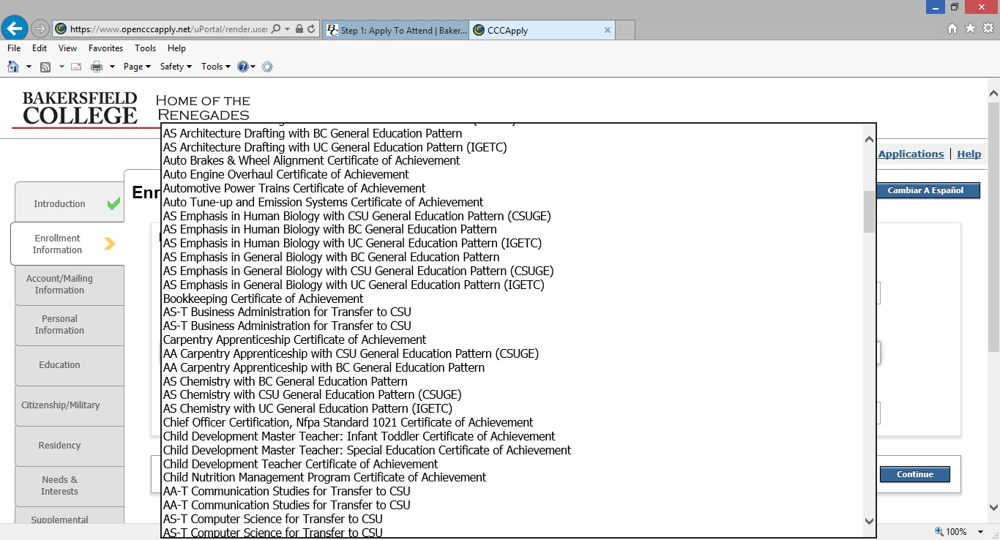 https://www.opencccapply.net/uPortal/render.use
Step 1: Apply To Attend | Baker...
CCCApply
File Edit View Favorites Tools Help
Page Safety Tools
BAKERSFIELD
COLLEGE
HOME OF THE
RENEGADES
Applications | Help
Cambiar A Español
Enr
Introduction
Enrollment
Information
Account/Mailing
Information
Personal
Information
Education
Citizenship/Military
Residency
Needs &
Interests
Supplemental
AS Architecture Drafting with BC General Education Pattern
AS Architecture Drafting with UC General Education Pattern (IGETC)
Auto Brakes & Wheel Alignment Certificate of Achievement
Auto Engine Overhaul Certificate of Achievement
Automotive Power Trains Certificate of Achievement
Auto Tune-up and Emission Systems Certificate of Achievement
AS Emphasis in Human Biology with CSU General Education Pattern (CSUGE)
AS Emphasis in Human Biology with BC General Education Pattern
AS Emphasis in Human Biology with UC General Education Pattern (IGETC)
AS Emphasis in General Biology with BC General Education Pattern
AS Emphasis in General Biology with CSU General Education Pattern (CSUGE)
AS Emphasis in General Biology with UC General Education Pattern (IGETC)
Bookkeeping Certificate of Achievement
AS-T Business Administration for Transfer to CSU
AS-T Business Administration for Transfer to CSU
Carpentry Apprenticeship Certificate of Achievement
AA Carpentry Apprenticeship with CSU General Education Pattern (CSUGE)
AA Carpentry Apprenticeship with BC General Education Pattern
AS Chemistry with BC General Education Pattern
AS Chemistry with CSU General Education Pattern (CSUGE)
AS Chemistry with UC General Education Pattern (IGETC)
Chief Officer Certification, Nfpa Standard 1021 Certificate of Achievement
Child Development Master Teacher: Infant Toddler Certificate of Achievement
Child Development Master Teacher: Special Education Certificate of Achievement
Child Development Teacher Certificate of Achievement
Child Nutrition Management Program Certificate of Achievement
AA-T Communication Studies for Transfer to CSU
AA-T Communication Studies for Transfer to CSU
AS-T Computer Science for Transfer to CSU
AS-T Computer Science for Transfer to CSU
Continue
100%